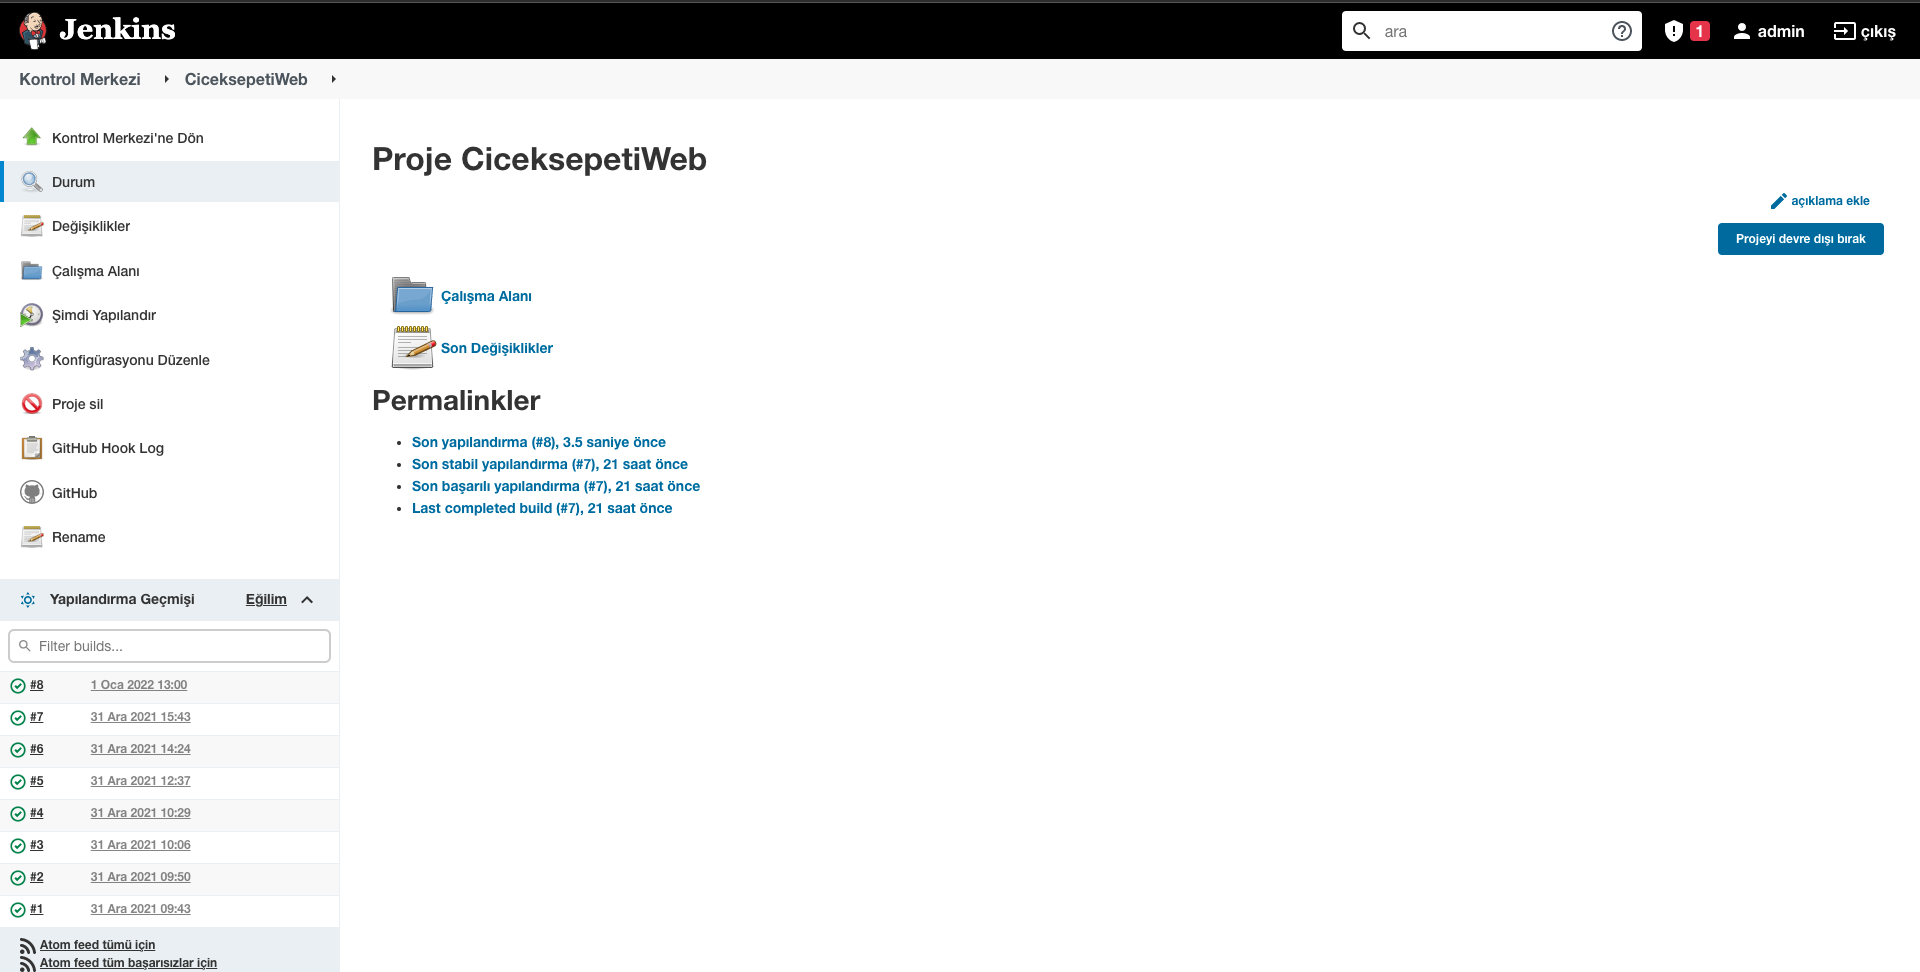 Jenkins
ara
1
admin
çıkış
Kontrol Merkezi
CiceksepetiWeb
Kontrol Merkezi'ne Dön
Durum
Değişiklikler
Çalışma Alanı
Şimdi Yapılandır
Konfigürasyonu Düzenle
Proje sil
GitHub Hook Log
GitHub
Rename
Yapılandırma Geçmişi
Eğilim
Filter builds...
#8 1 Oca 2022 13:00
#7 31 Ara 2021 15:43
#6 31 Ara 2021 14:24
#5 31 Ara 2021 12:37
#4 31 Ara 2021 10:29
#3 31 Ara 2021 10:06
#2 31 Ara 2021 09:50
#1 31 Ara 2021 09:43
Atom feed tümü için
Atom feed tüm başarısızlar için
Proje CiceksepetiWeb
açıklama ekle
Projeyi devre dışı bırak
Çalışma Alanı
Son Değişiklikler
Permalinkler
Son yapılandırma (#8), 3.5 saniye önce
Son stabil yapılandırma (#7), 21 saat önce
Son başarılı yapılandırma (#7), 21 saat önce
Last completed build (#7), 21 saat önce